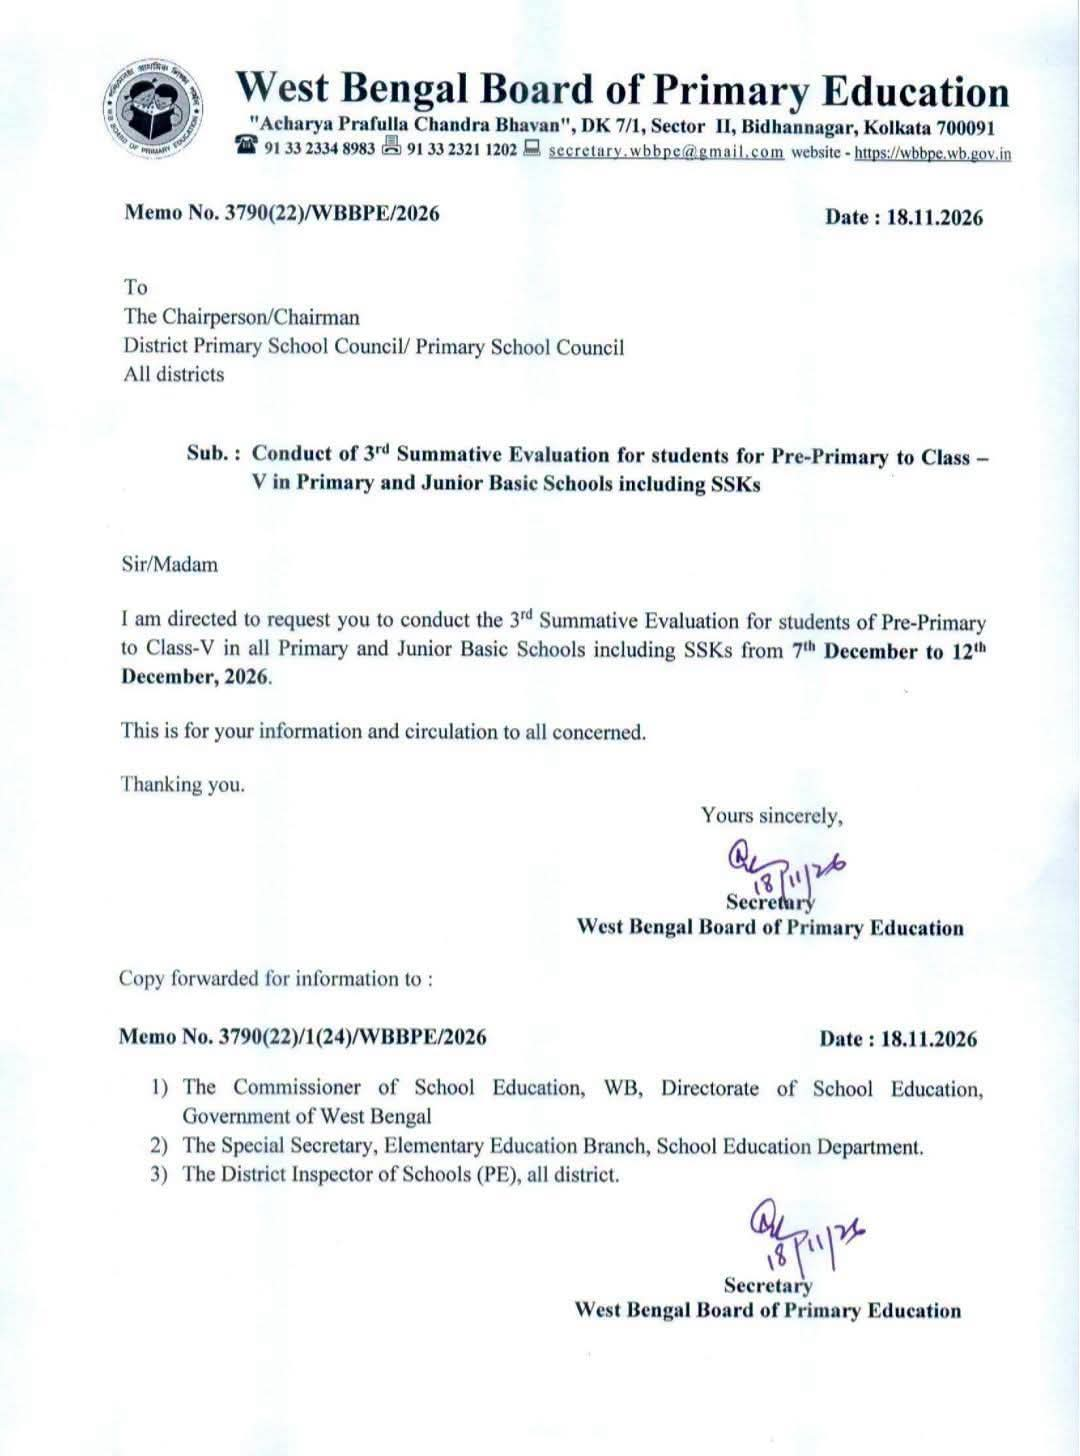 West Bengal Board of Primary Education
"Acharya Prafulla Chandra Bhavan", DK 7/1, Sector II, Bidhannagar, Kolkata 700091
91 33 2334 8983 91 33 2321 1202 secretary.wbbpe@gmail.com website - https://wbbpe.wb.gov.in
Memo No. 3790(22)/WBBPE/2026 Date : 18.11.2026
To
The Chairperson/Chairman
District Primary School Council/ Primary School Council
All districts
Sub. : Conduct of 3rd Summative Evaluation for students for Pre-Primary to Class –
V in Primary and Junior Basic Schools including SSKs
Sir/Madam
I am directed to request you to conduct the 3rd Summative Evaluation for students of Pre-Primary
to Class-V in all Primary and Junior Basic Schools including SSKs from 7th December to 12th
December, 2026.
This is for your information and circulation to all concerned.
Thanking you.
Yours sincerely,
18/11/26
Secretary
West Bengal Board of Primary Education
Copy forwarded for information to :
Memo No. 3790(22)/1(24)/WBBPE/2026 Date : 18.11.2026
1) The Commissioner of School Education, WB, Directorate of School Education,
Government of West Bengal
2) The Special Secretary, Elementary Education Branch, School Education Department.
3) The District Inspector of Schools (PE), all district.
18/11/26
Secretary
West Bengal Board of Primary Education